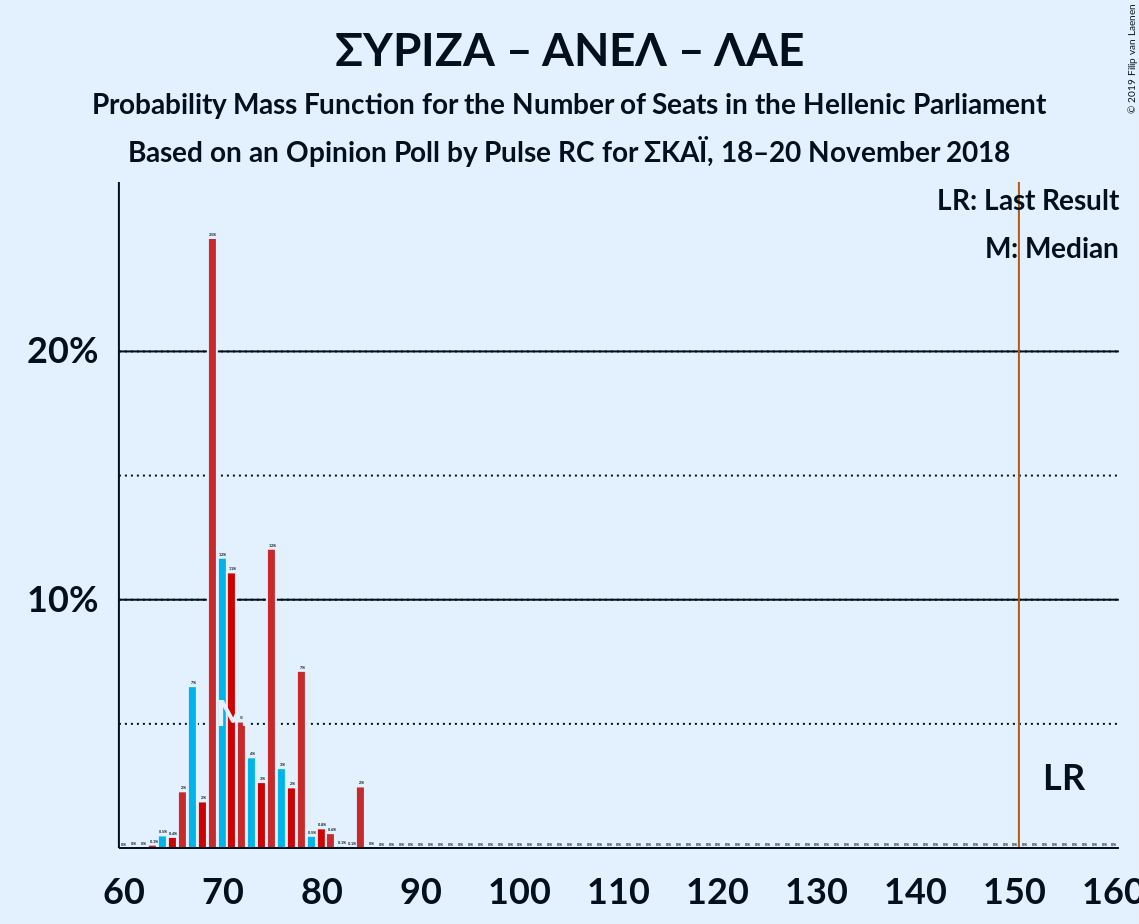 ΣΥΡΙΖΑ – ΑΝΕΛ – ΛΑΕ
Probability Mass Function for the Number of Seats in the Hellenic Parliament
Based on an Opinion Poll by Pulse RC for ΣΚΑΪ, 18–20 November 2018
© 2019 Filip van Laenen
LR: Last Result
M: Median
20%
10%
M
LR
60 70 80 90 100 110 120 130 140 150 160